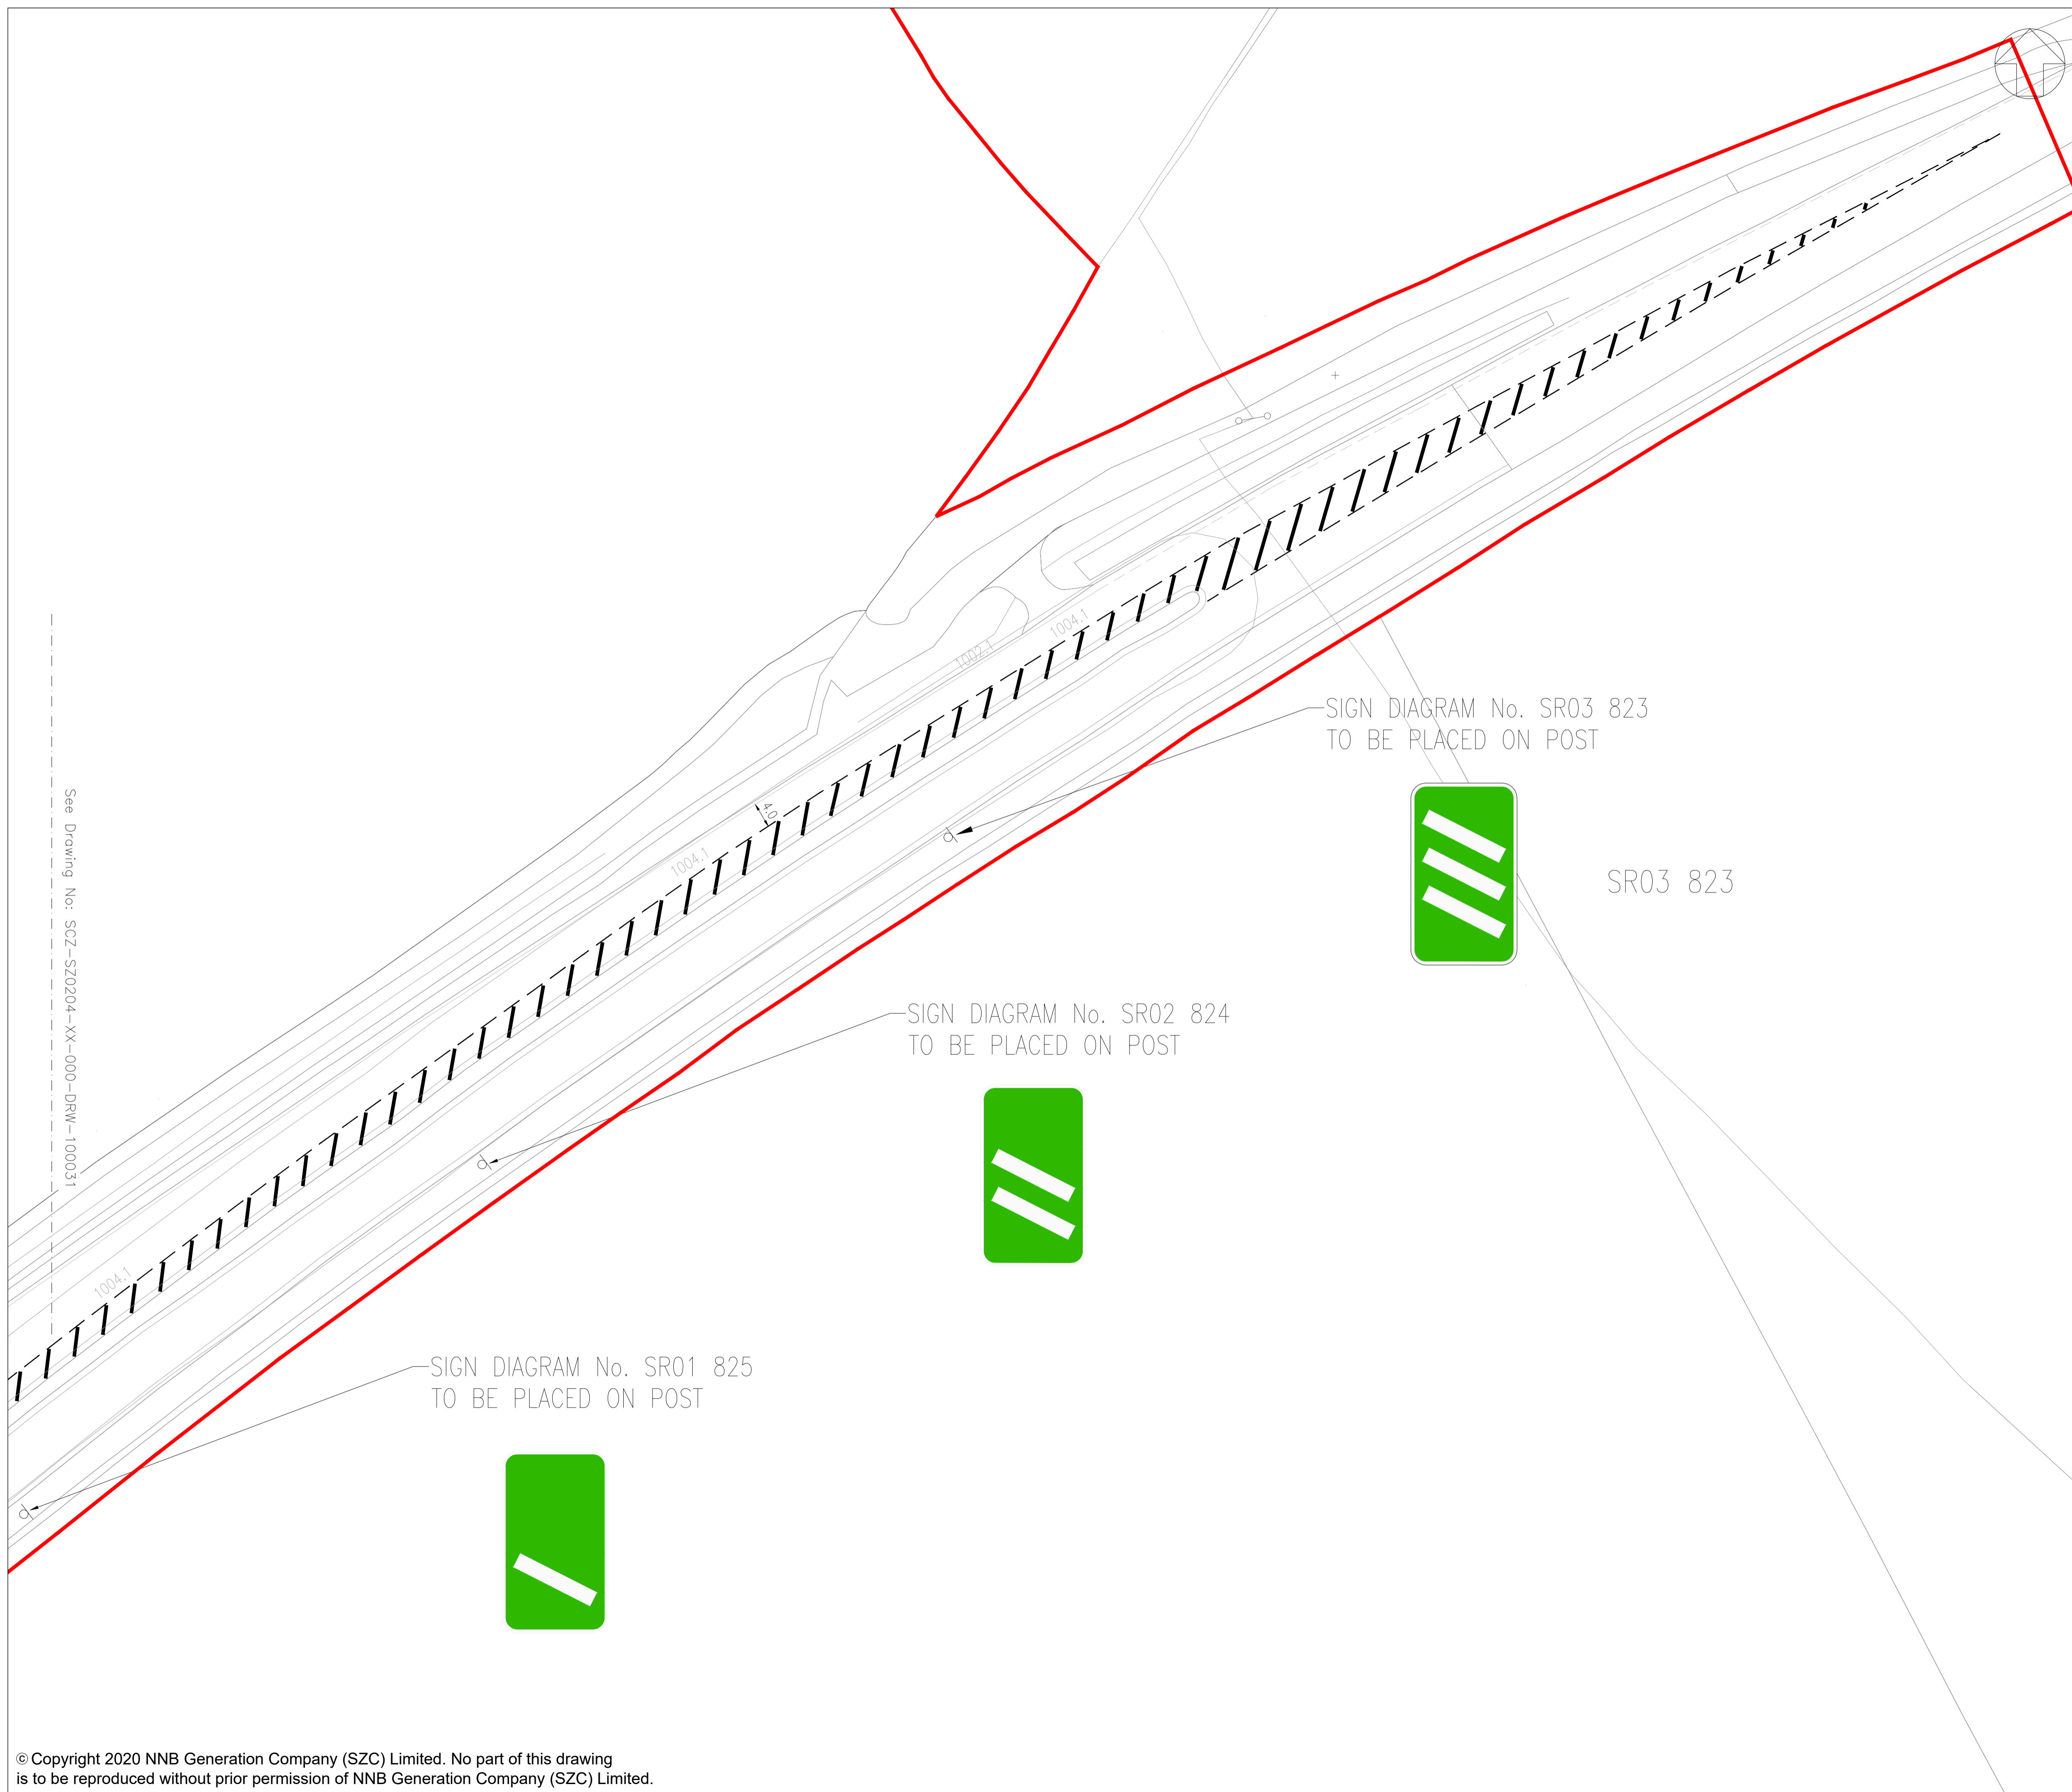 1002.1
1004.1
SIGN DIAGRAM No. SR03 823
TO BE PLACED ON POST
4.0
1004.1
SR03 823
See Drawing No: SCZ-SZ0204-XX-000-DRW-100031
SIGN DIAGRAM No. SR02 824
TO BE PLACED ON POST
1004.1
SIGN DIAGRAM No. SR01 825
TO BE PLACED ON POST
© Copyright 2020 NNB Generation Company (SZC) Limited. No part of this drawing
is to be reproduced without prior permission of NNB Generation Company (SZC) Limited.